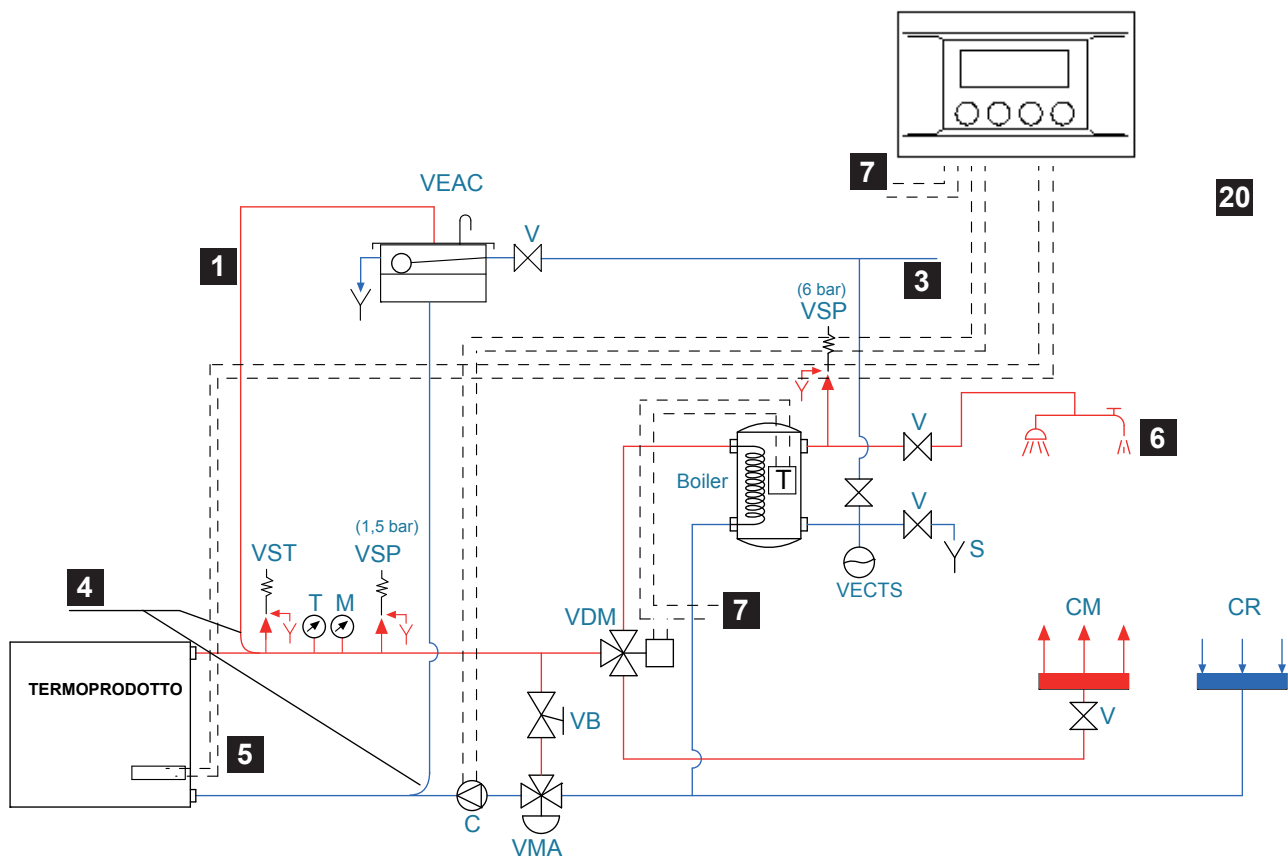 7
20
VEAC
V
1
3
(6 bar)
VSP
V
6
Boiler
T
V
S
(1,5 bar)
VST
VSP
4
T
M
VECTS
7
VDM
CM
CR
TERMOPRODOTTO
V
VB
5
C
VMA